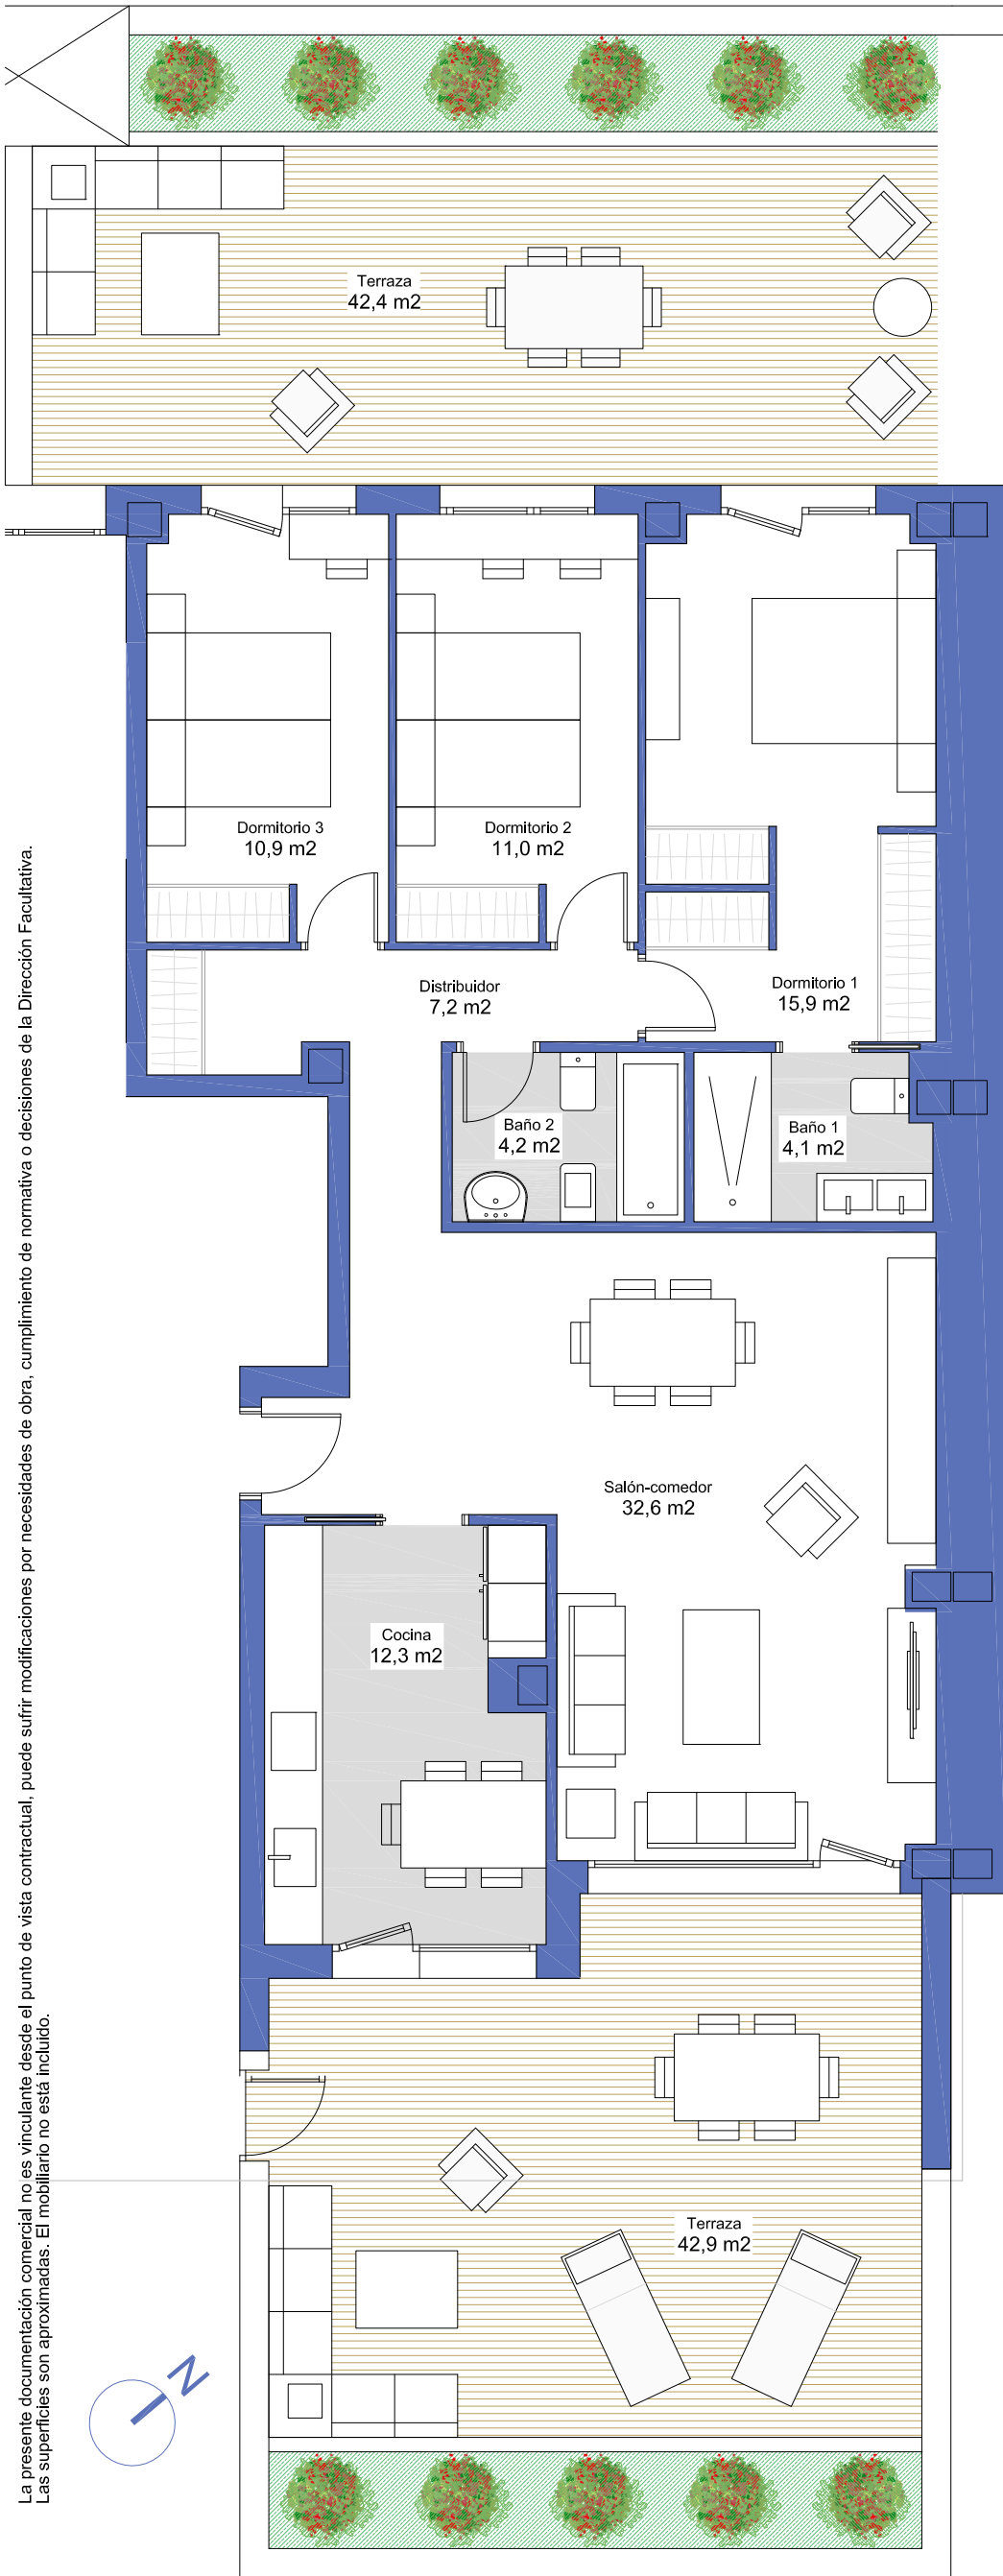 Terraza
42,4 m2
Dormitorio 3
10,9 m2
Dormitorio 2
11,0 m2
Distribuidor
7,2 m2
Dormitorio 1
15,9 m2
Baño 2
4,2 m2
Baño 1
4,1 m2
Salón-comedor
32,6 m2
Cocina
12,3 m2
Terraza
42,9 m2
N
La presente documentación comercial no es vinculante desde el punto de vista contractual, puede sufrir modificaciones por necesidades de obra, cumplimiento de normativa o decisiones de la Dirección Facultativa.
Las superficies son aproximadas. El mobiliario no está incluido.